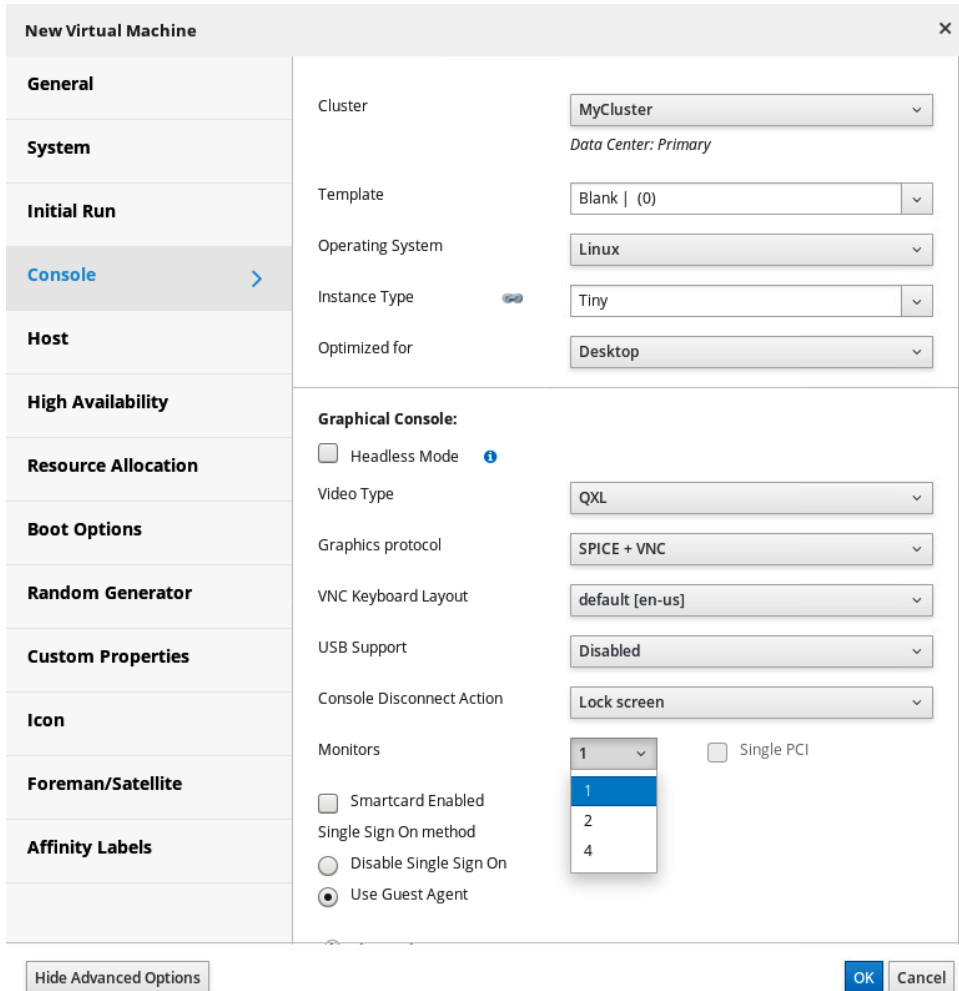 New Virtual Machine ×
General
System
Initial Run
Console
Host
High Availability
Resource Allocation
Boot Options
Random Generator
Custom Properties
Icon
Foreman/Satellite
Affinity Labels
Cluster MyCluster
Data Center: Primary
Template Blank | (0)
Operating System Linux
Instance Type Tiny
Optimized for Desktop
Graphical Console:
Headless Mode
Video Type QXL
Graphics protocol SPICE + VNC
VNC Keyboard Layout default [en-us]
USB Support Disabled
Console Disconnect Action Lock screen
Monitors 1 Single PCI
1
2
4
Smartcard Enabled
Single Sign On method
Disable Single Sign On
Use Guest Agent
Hide Advanced Options OK Cancel